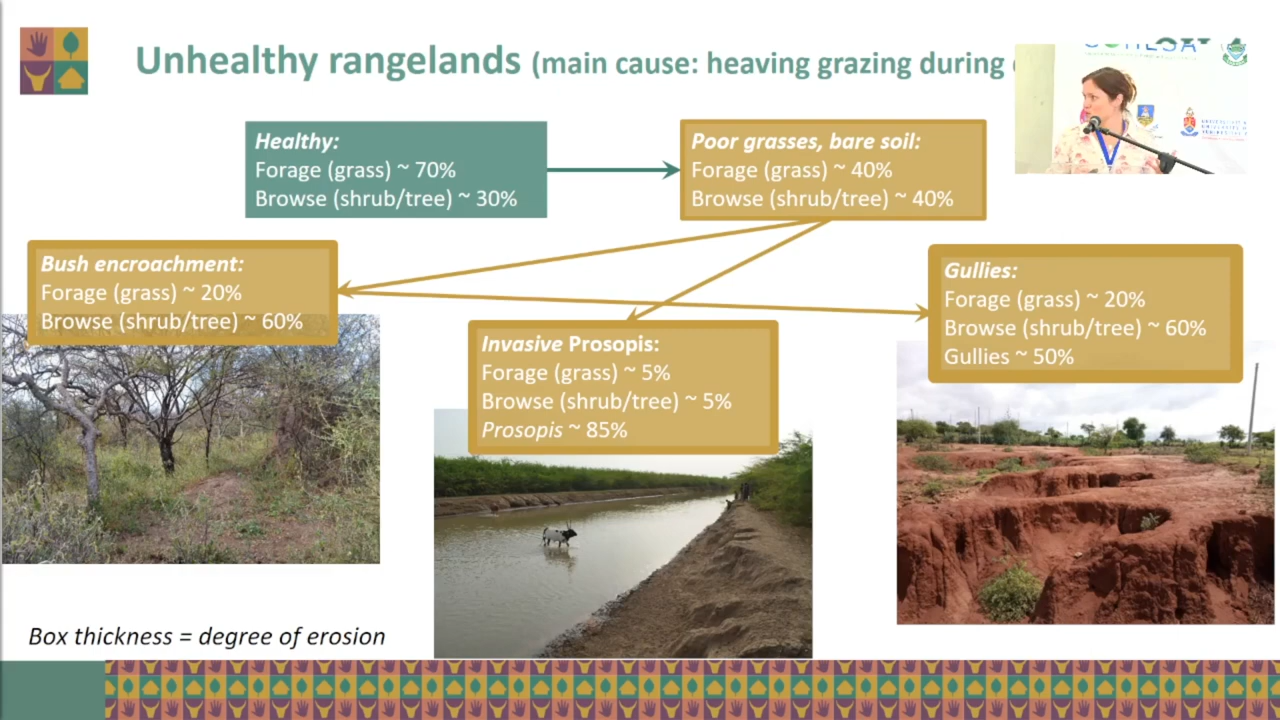 Unhealthy rangelands (main cause: heaving grazing during
Healthy:
Forage (grass) ~ 70%
Browse (shrub/tree) ~ 30%
Poor grasses, bare soil:
Forage (grass) ~ 40%
Browse (shrub/tree) ~ 40%
Bush encroachment:
Forage (grass) ~ 20%
Browse (shrub/tree) ~ 60%
Gullies:
Forage (grass) ~ 20%
Browse (shrub/tree) ~ 60%
Gullies ~ 50%
Invasive Prosopis:
Forage (grass) ~ 5%
Browse (shrub/tree) ~ 5%
Prosopis ~ 85%
Box thickness = degree of erosion